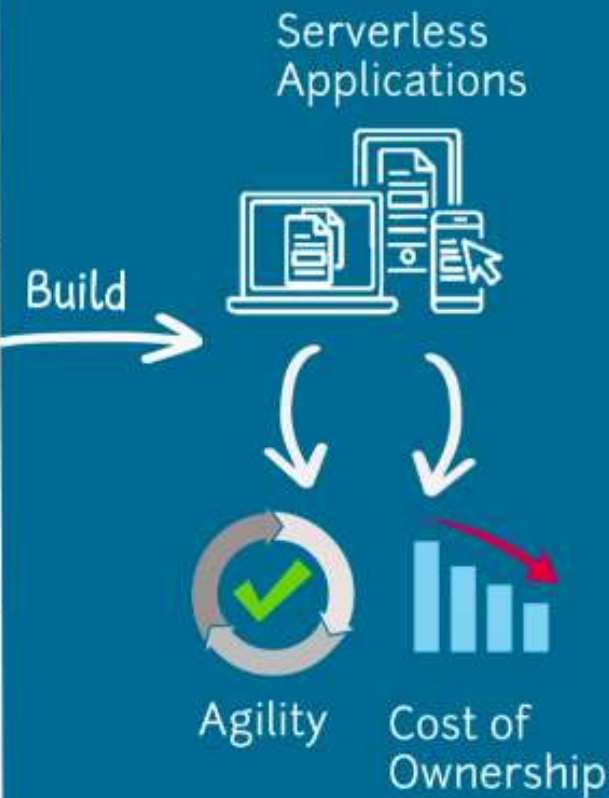 Serverless
Applications
Build
Agility
Cost of
Ownership